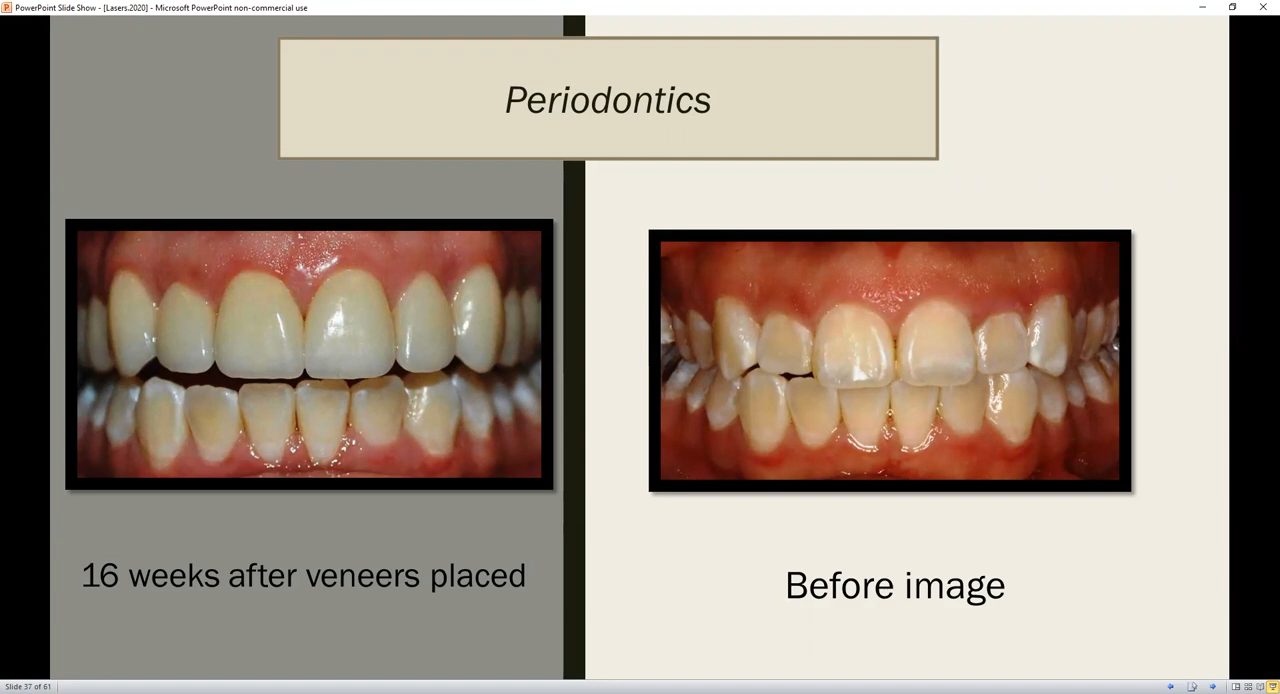 PowerPoint Slide Show - [Lasers.2020] - Microsoft PowerPoint non-commercial use
Periodontics
16 weeks after veneers placed
Before image
Slide 37 of 61